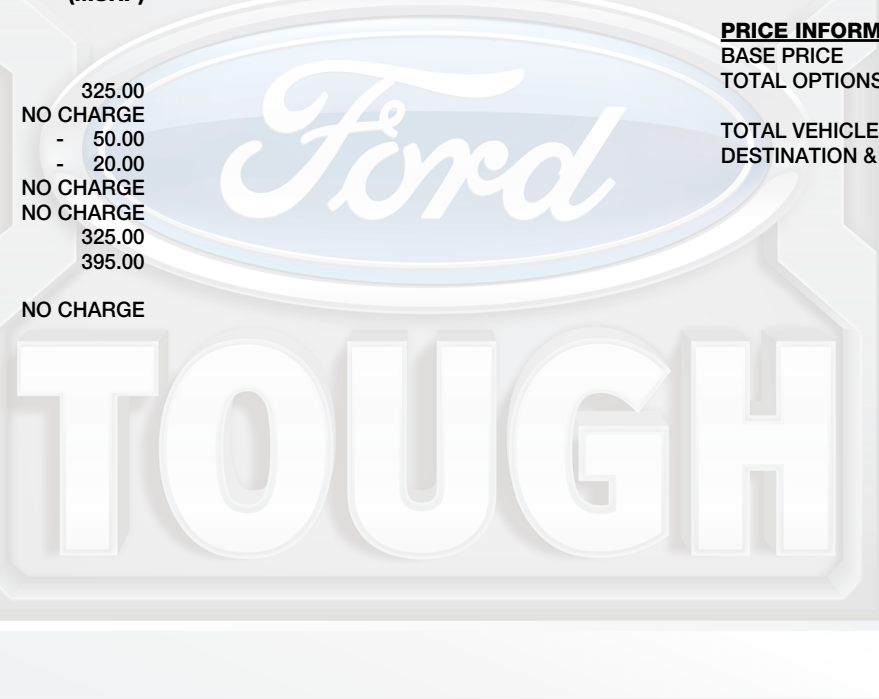 325.00
NO CHARGE
- 50.00
- 20.00
NO CHARGE
NO CHARGE
325.00
395.00
NO CHARGE
PRICE INFORM
BASE PRICE
TOTAL OPTIONS
TOTAL VEHICLE
DESTINATION &
Ford
TOUGH